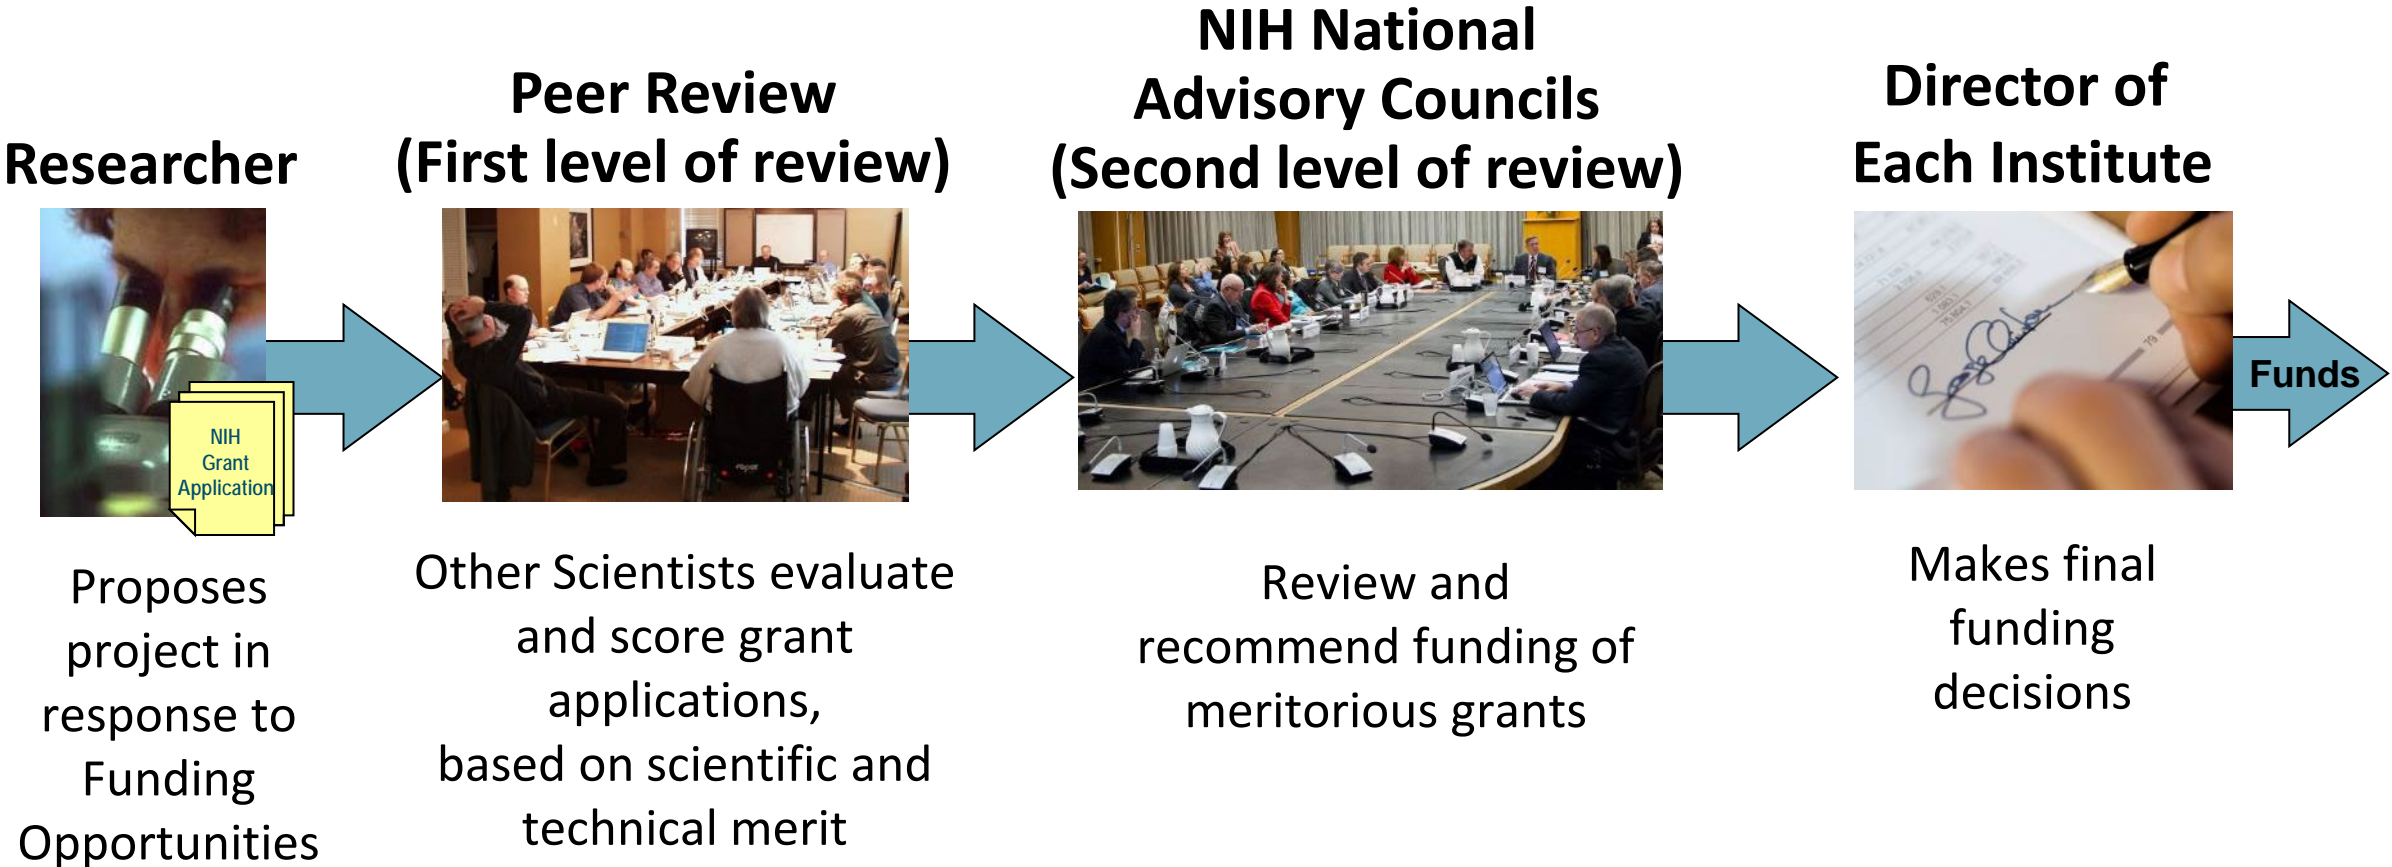 Researcher
Peer Review
(First level of review)
NIH National
Advisory Councils
(Second level of review)
Director of
Each Institute
NIH
Grant
Application
Funds
Proposes
project in
response to
Funding
Opportunities
Other Scientists evaluate
and score grant
applications,
based on scientific and
technical merit
Review and
recommend funding of
meritorious grants
Makes final
funding
decisions